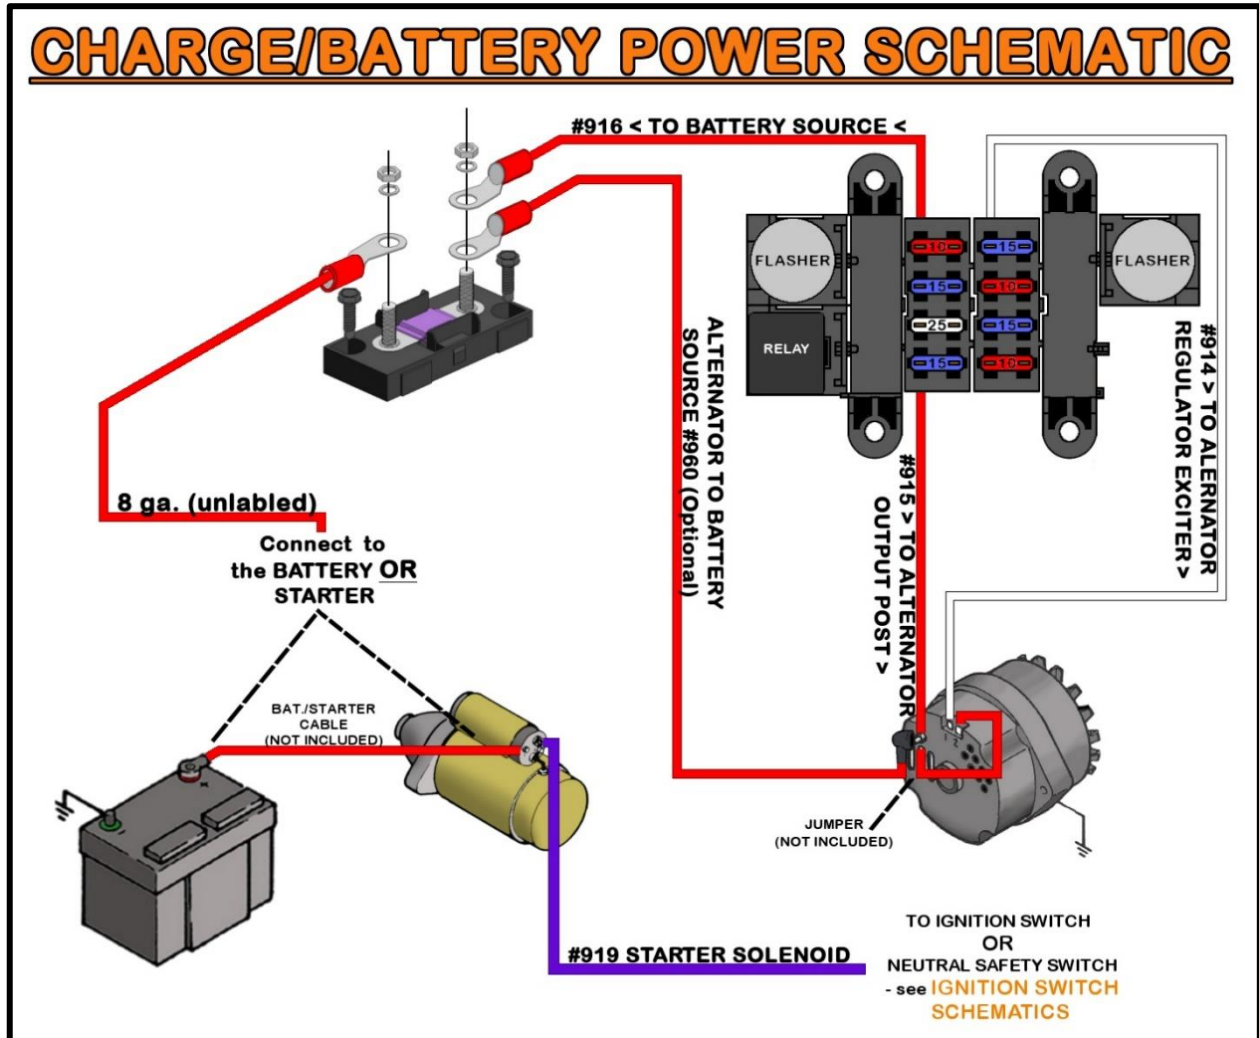 CHARGE/BATTERY POWER SCHEMATIC
#916 < TO BATTERY SOURCE <
FLASHER
10
15
25
15
15
10
15
10
FLASHER
RELAY
ALTERNATOR TO BATTERY
SOURCE #960 (Optional)
#915 > TO ALTERNATOR
OUTPUT POST >
#914 > TO ALERNATOR
REGULATOR EXCITER >
8 ga. (unlabled)
Connect to
the BATTERY OR
STARTER
BAT./STARTER
CABLE
(NOT INCLUDED)
+
-
1 2
JUMPER
(NOT INCLUDED)
#919 STARTER SOLENOID
TO IGNITION SWITCH
OR
NEUTRAL SAFETY SWITCH
- see IGNITION SWITCH
SCHEMATICS